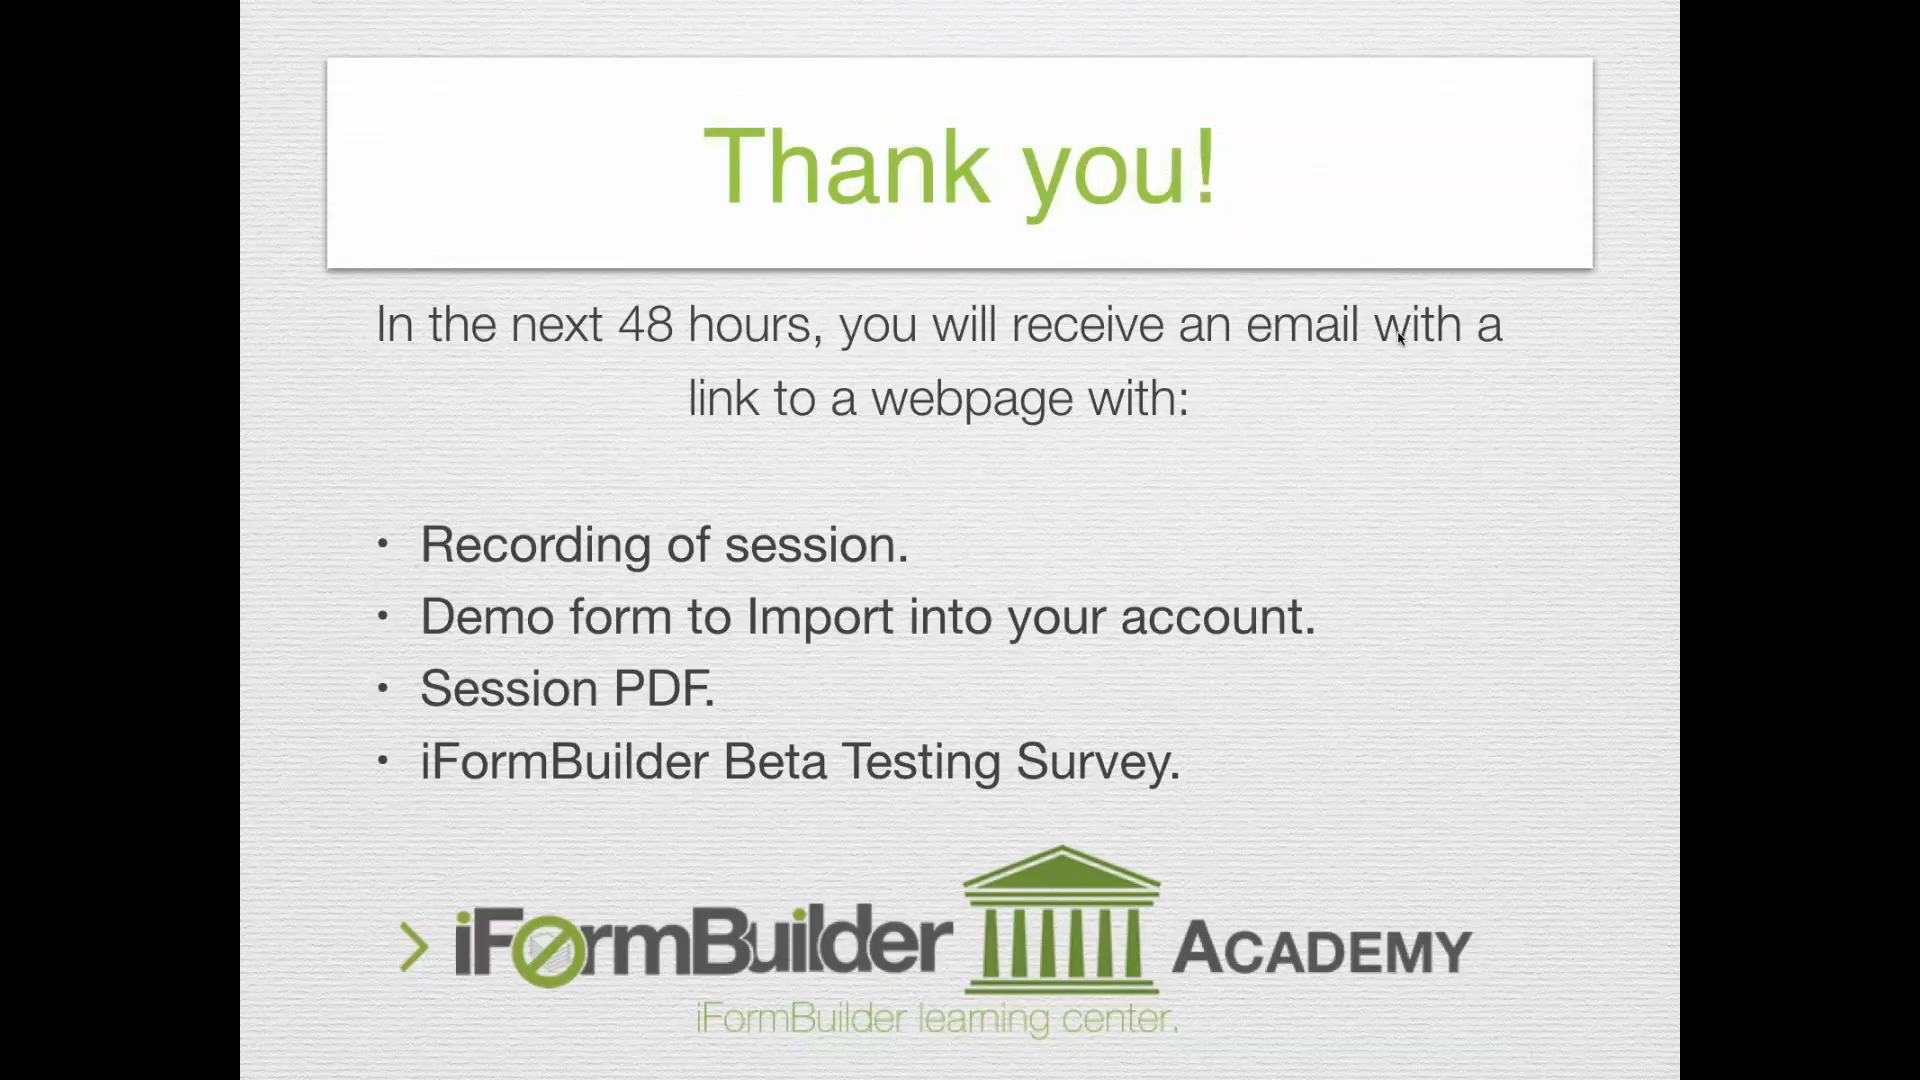 Thank you!
In the next 48 hours, you will receive an email with a
link to a webpage with:
• Recording of session.
• Demo form to Import into your account.
• Session PDF.
• iFormBuilder Beta Testing Survey.
iFormBuilder ACADEMY
iFormBuilder learning center.